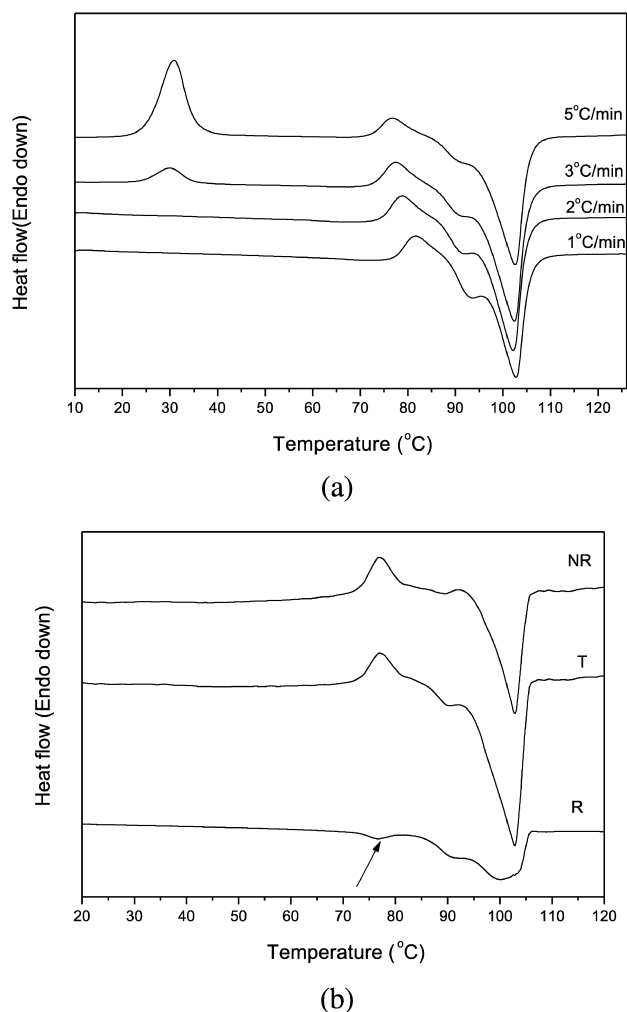 Heat flow(Endo down)
5°C/min
3°C/min
2°C/min
1°C/min
10 20 30 40 50 60 70 80 90 100 110 120
Temperature (°C)
(a)
Heat flow (Endo down)
NR
T
R
20 30 40 50 60 70 80 90 100 110 120
Temperature (°C)
(b)